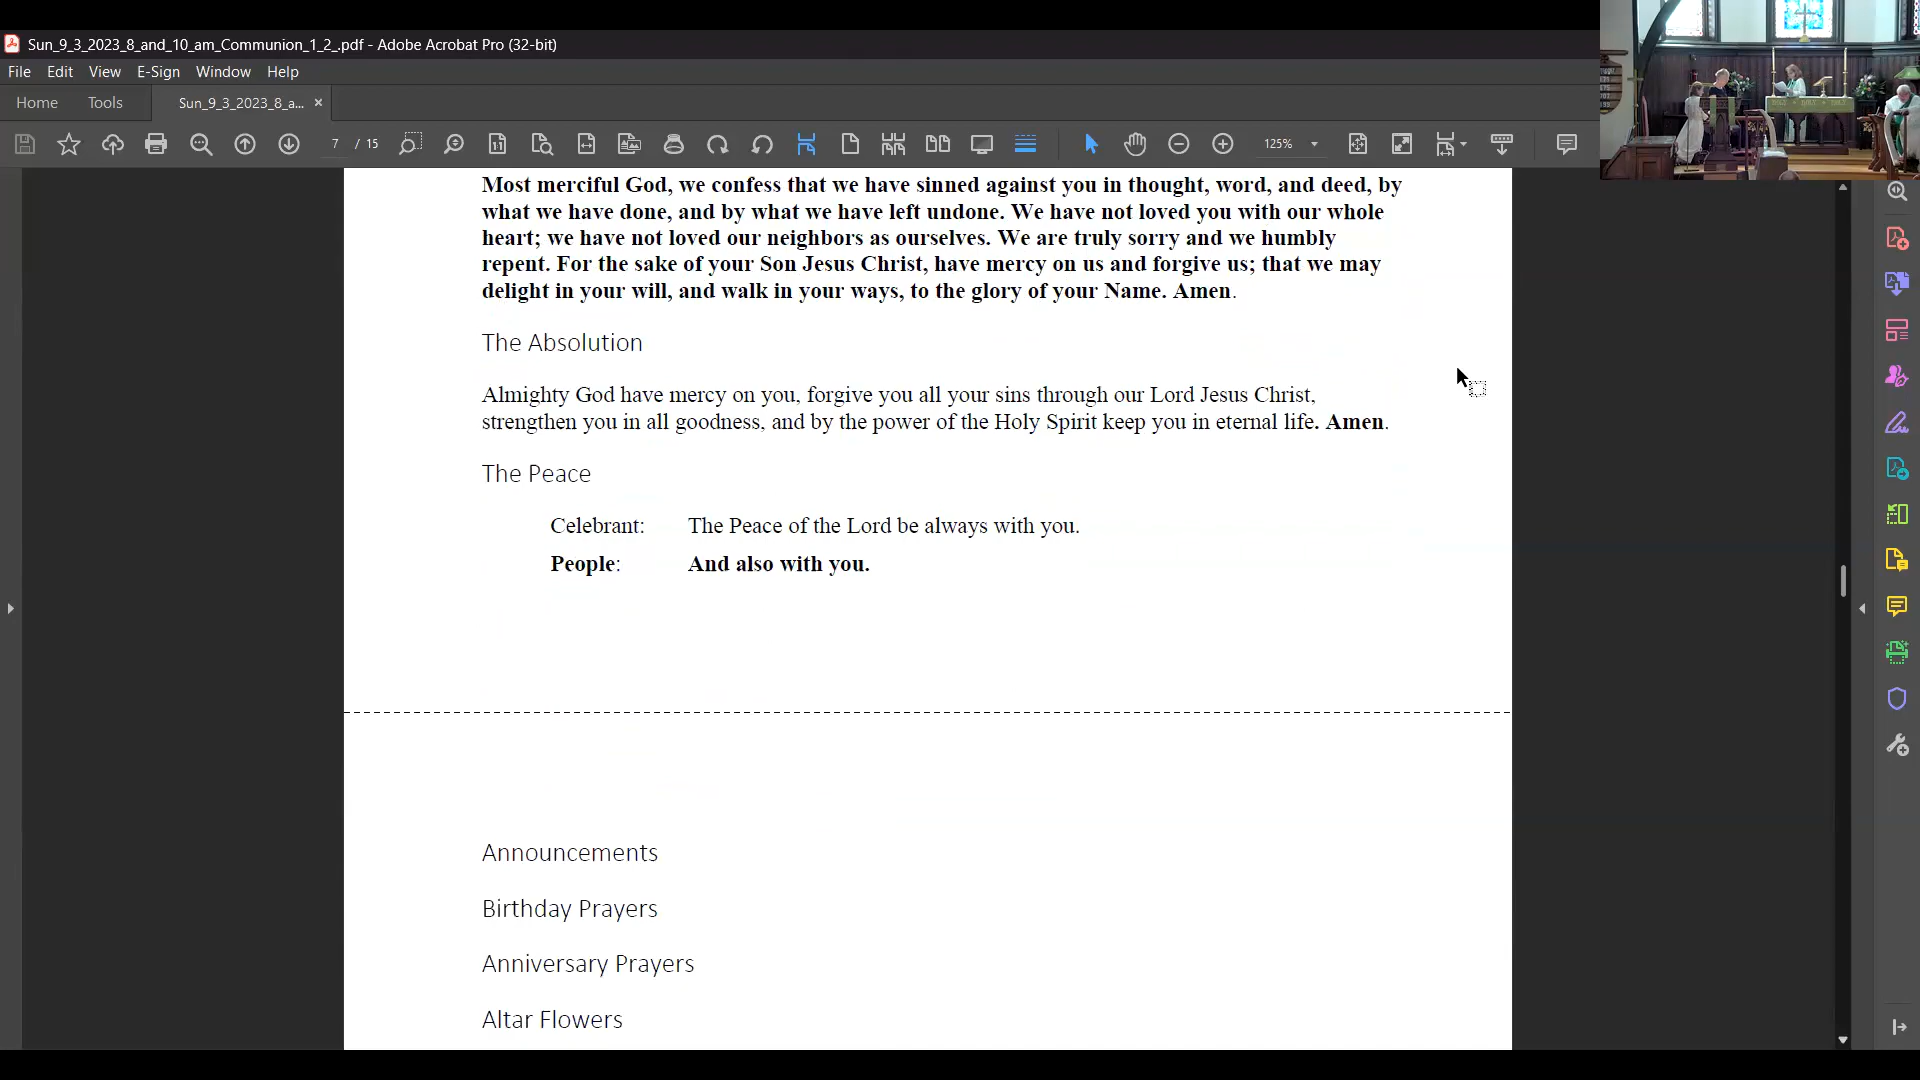 Sun_9_3_2023_8_and_10_am_Communion_1_2_.pdf - Adobe Acrobat Pro (32-bit)
File Edit View E-Sign Window Help
Home Tools Sun_9_3_2023_8_a... ×
7 / 15 125%
Most merciful God, we confess that we have sinned against you in thought, word, and deed, by
what we have done, and by what we have left undone. We have not loved you with our whole
heart; we have not loved our neighbors as ourselves. We are truly sorry and we humbly
repent. For the sake of your Son Jesus Christ, have mercy on us and forgive us; that we may
delight in your will, and walk in your ways, to the glory of your Name. Amen.
The Absolution
Almighty God have mercy on you, forgive you all your sins through our Lord Jesus Christ,
strengthen you in all goodness, and by the power of the Holy Spirit keep you in eternal life. Amen.
The Peace
Celebrant: The Peace of the Lord be always with you.
People: And also with you.
Announcements
Birthday Prayers
Anniversary Prayers
Altar Flowers